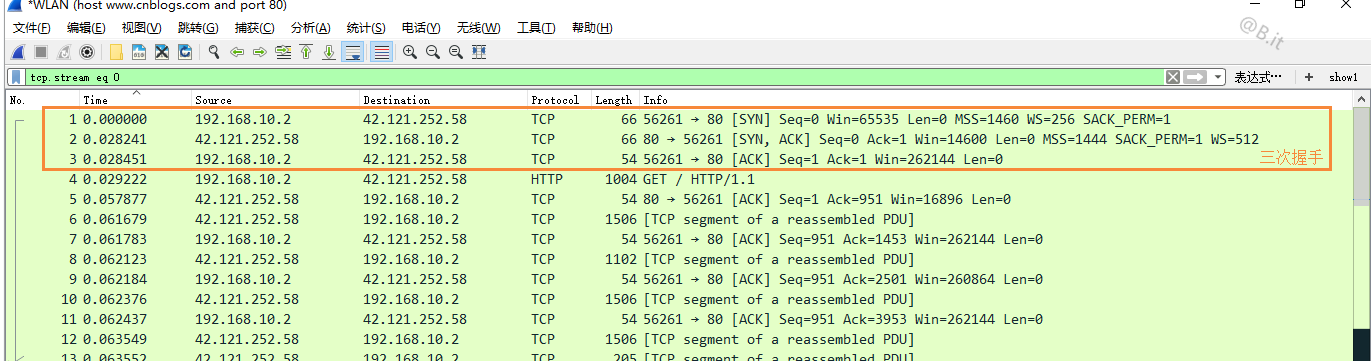 *WLAN (host www.cnblogs.com and port 80)
@B.it
文件(F) 编辑(E) 视图(V) 跳转(G) 捕获(C) 分析(A) 统计(S) 电话(Y) 无线(W) 工具(T) 帮助(H)
tcp.stream eq 0 表达式… + show1
No. Time Source Destination Protocol Length Info
1 0.000000 192.168.10.2 42.121.252.58 TCP 66 56261 → 80 [SYN] Seq=0 Win=65535 Len=0 MSS=1460 WS=256 SACK_PERM=1
2 0.028241 42.121.252.58 192.168.10.2 TCP 66 80 → 56261 [SYN, ACK] Seq=0 Ack=1 Win=14600 Len=0 MSS=1444 SACK_PERM=1 WS=512
3 0.028451 192.168.10.2 42.121.252.58 TCP 54 56261 → 80 [ACK] Seq=1 Ack=1 Win=262144 Len=0
三次握手
4 0.029222 192.168.10.2 42.121.252.58 HTTP 1004 GET / HTTP/1.1
5 0.057877 42.121.252.58 192.168.10.2 TCP 54 80 → 56261 [ACK] Seq=1 Ack=951 Win=16896 Len=0
6 0.061679 42.121.252.58 192.168.10.2 TCP 1506 [TCP segment of a reassembled PDU]
7 0.061783 192.168.10.2 42.121.252.58 TCP 54 56261 → 80 [ACK] Seq=951 Ack=1453 Win=262144 Len=0
8 0.062123 42.121.252.58 192.168.10.2 TCP 1102 [TCP segment of a reassembled PDU]
9 0.062184 192.168.10.2 42.121.252.58 TCP 54 56261 → 80 [ACK] Seq=951 Ack=2501 Win=260864 Len=0
10 0.062376 42.121.252.58 192.168.10.2 TCP 1506 [TCP segment of a reassembled PDU]
11 0.062437 192.168.10.2 42.121.252.58 TCP 54 56261 → 80 [ACK] Seq=951 Ack=3953 Win=262144 Len=0
12 0.063549 42.121.252.58 192.168.10.2 TCP 1506 [TCP segment of a reassembled PDU]
13 0.063552 42.121.252.58 192.168.10.2 TCP 205 [TCP segment of a reassembled PDU]